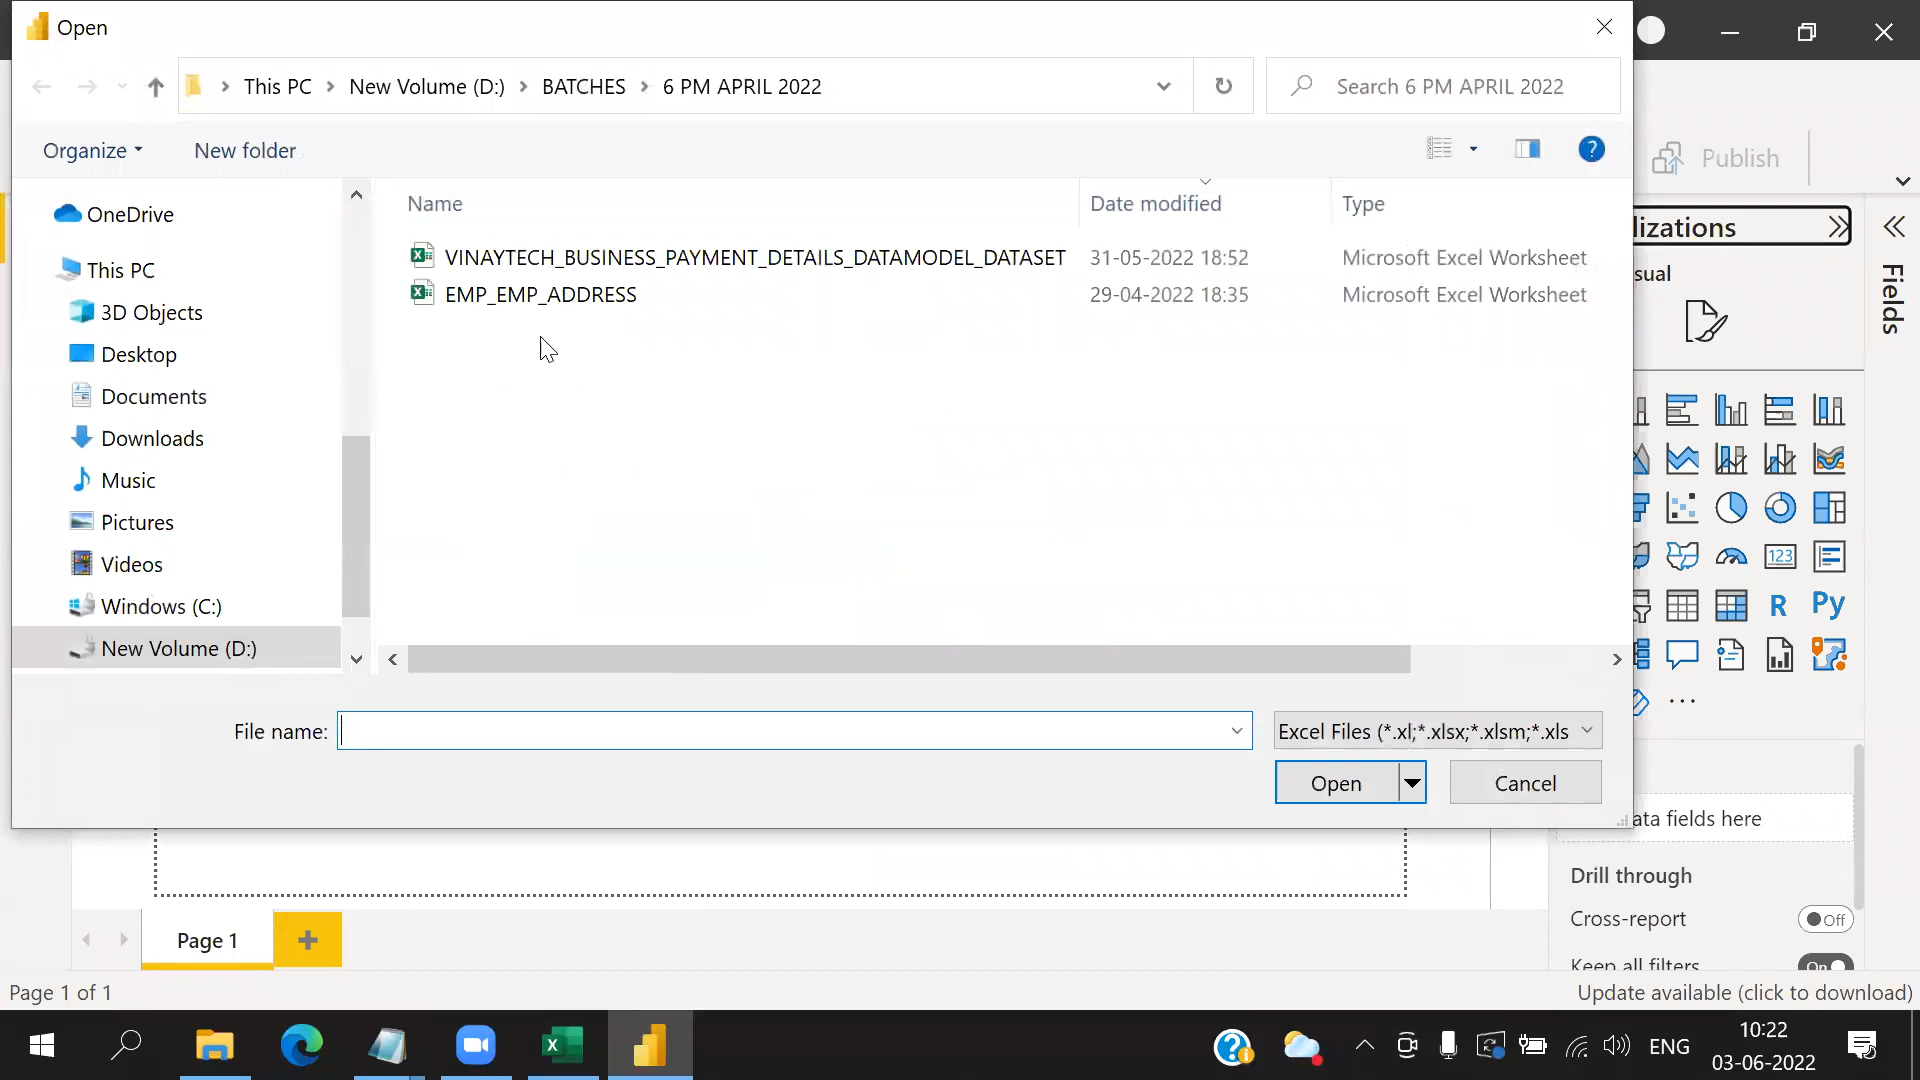 Open
This PC
New Volume (D:)
BATCHES
6 PM APRIL 2022
Search 6 PM APRIL 2022
Organize
New folder
?
Publish
Name
Date modified
Type
VINAYTECH_BUSINESS_PAYMENT_DETAILS_DATAMODEL_DATASET
31-05-2022 18:52
Microsoft Excel Worksheet
EMP_EMP_ADDRESS
29-04-2022 18:35
Microsoft Excel Worksheet
OneDrive
This PC
3D Objects
Desktop
Documents
Downloads
Music
Pictures
Videos
Windows (C:)
New Volume (D:)
File name:
Excel Files (*.xl;*.xlsx;*.xlsm;*.xls
Open
Cancel
lizations
sual
Fields
123
R
Py
ata fields here
Drill through
Cross-report
Off
Keep all filters
On
Page 1
Page 1 of 1
Update available (click to download)
ENG
10:22
03-06-2022